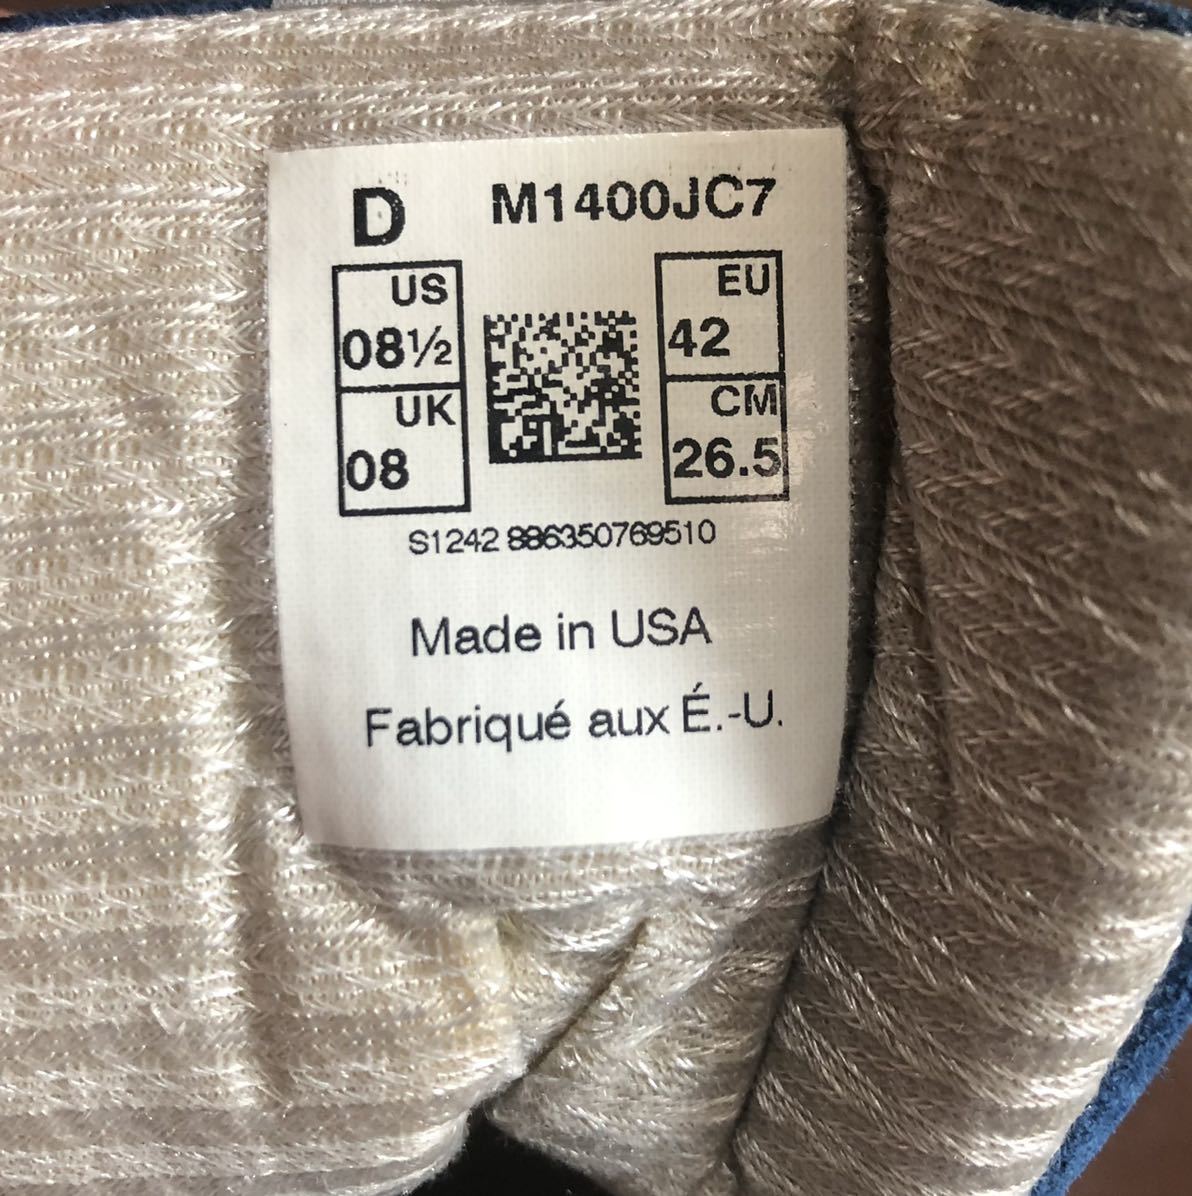 D M1400JC7
US EU
08½ 42
UK CM
08 26.5
S1242 886350769510
Made in USA
Fabriqué aux É.-U.